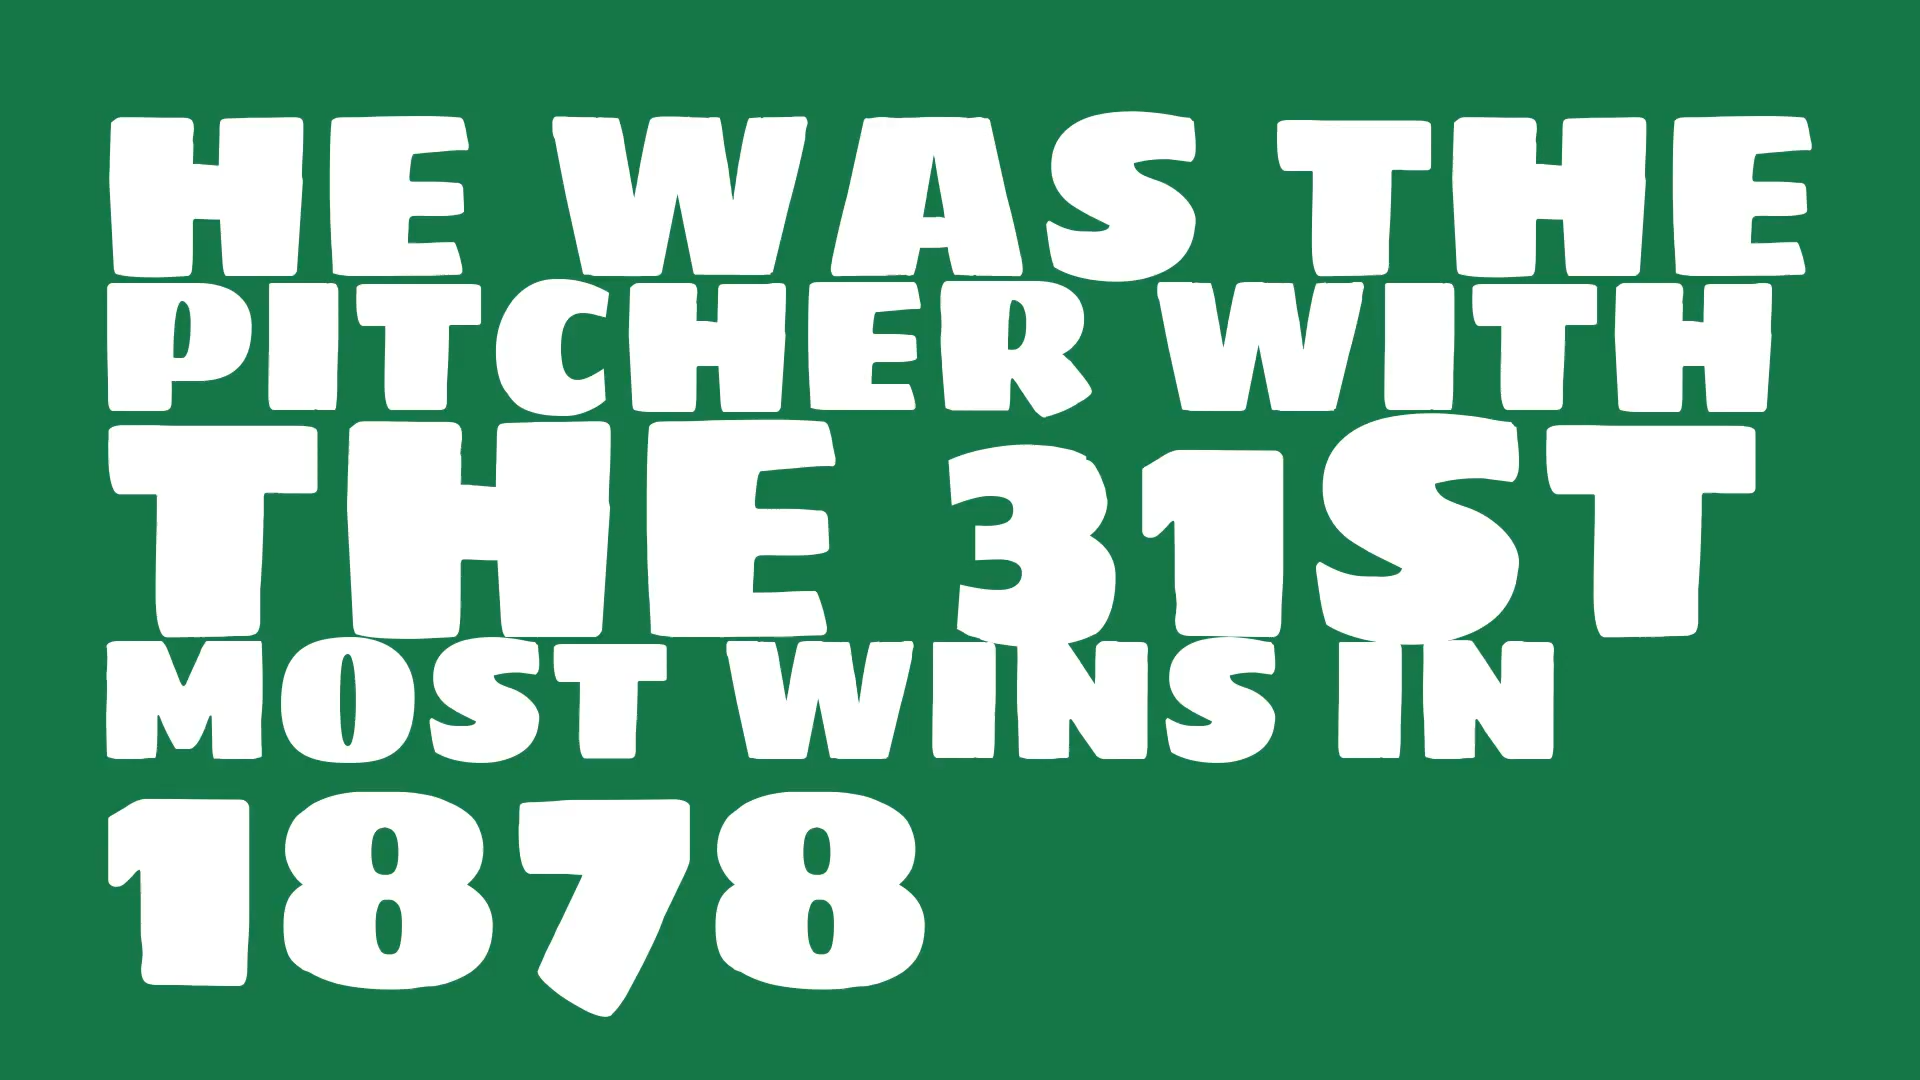 HE WAS THE
PITCHER WITH
THE 31ST
MOST WINS IN
1878